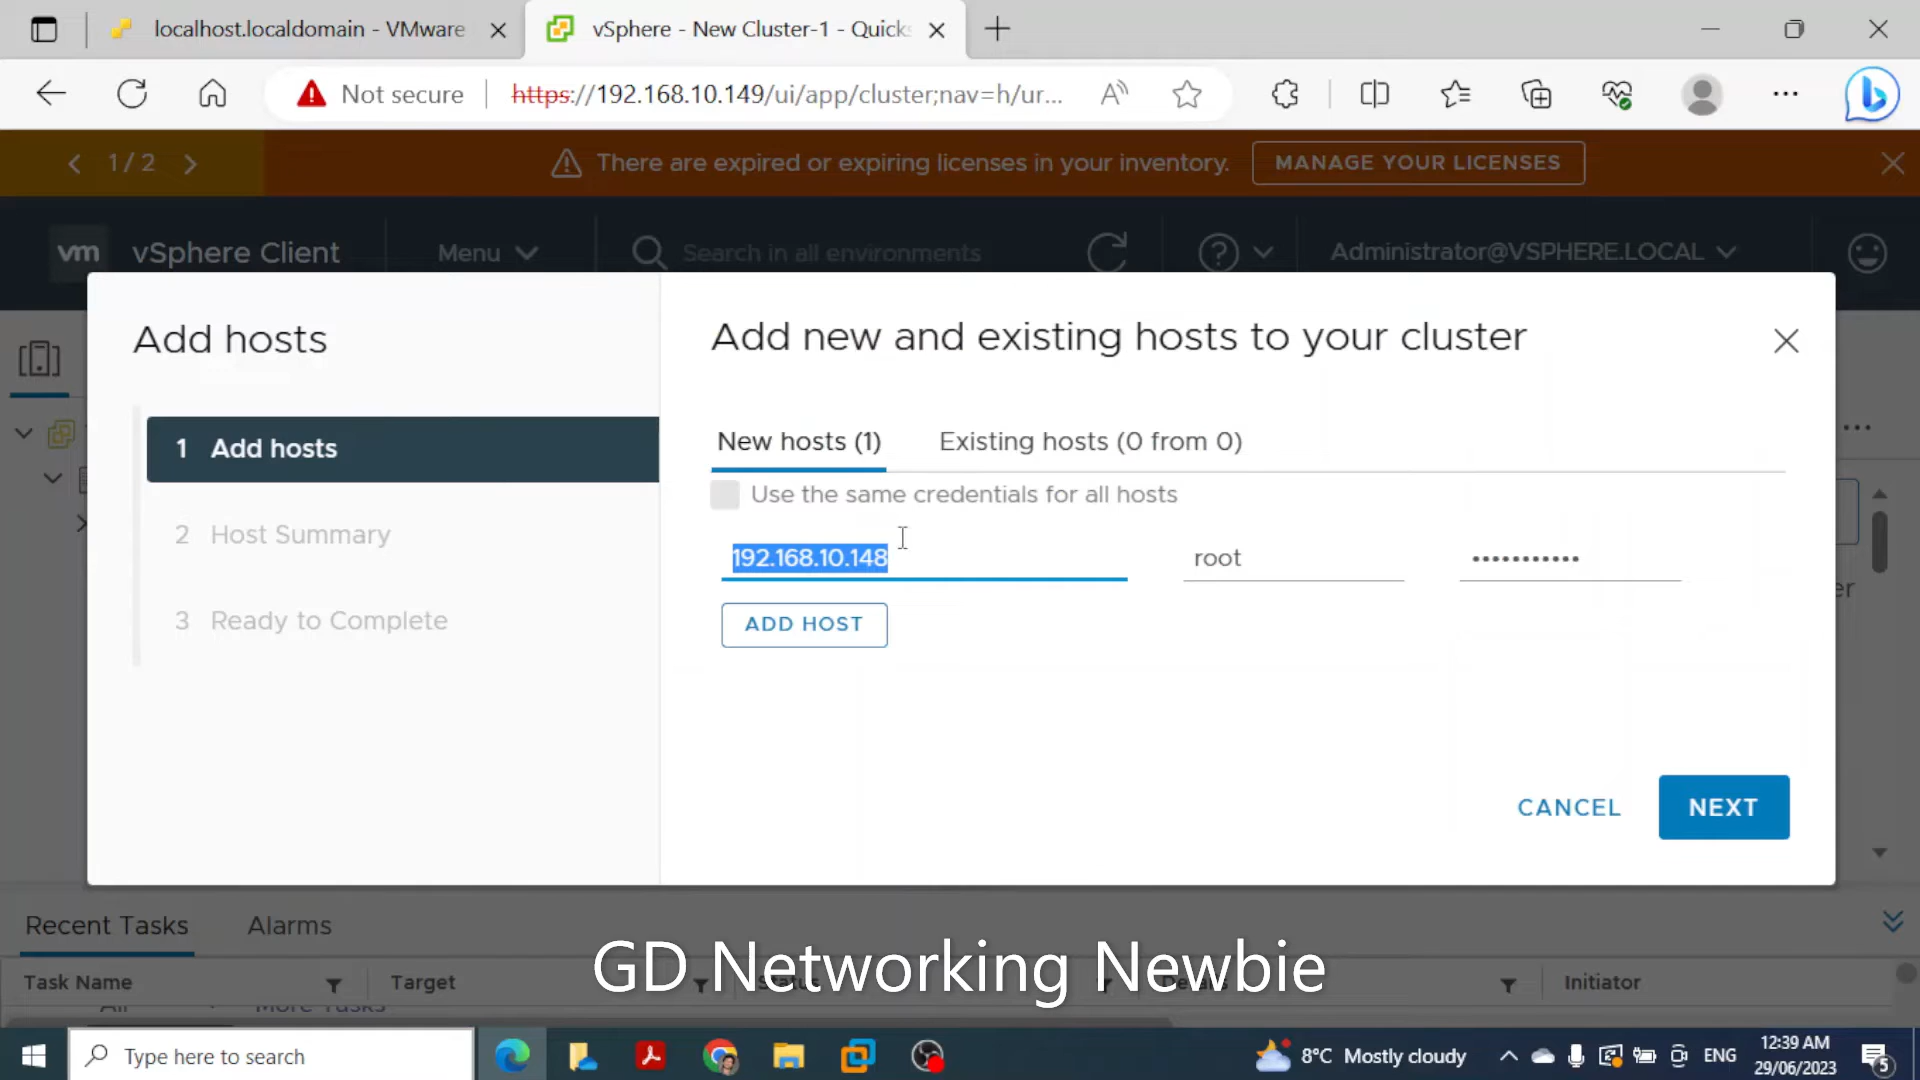 localhost.localdomain - VMware
vSphere - New Cluster-1 - Quicks
Not secure
https://192.168.10.149/ui/app/cluster;nav=h/ur...
1 / 2
There are expired or expiring licenses in your inventory.
MANAGE YOUR LICENSES
vm
vSphere Client
Menu
Search in all environments
Administrator@VSPHERE.LOCAL
Add hosts
1 Add hosts
2 Host Summary
3 Ready to Complete
Add new and existing hosts to your cluster
New hosts (1)
Existing hosts (0 from 0)
Use the same credentials for all hosts
192.168.10.148
root
•••••••••••
ADD HOST
CANCEL
NEXT
Recent Tasks
Alarms
Task Name
Target
Initiator
All
More Tasks
GD Networking Newbie
Type here to search
8°C Mostly cloudy
ENG
12:39 AM
29/06/2023
5